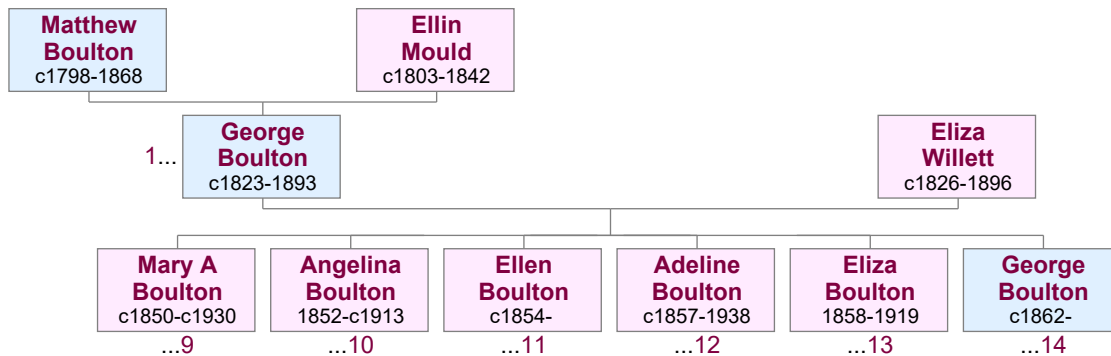 Matthew
Boulton
c1798-1868
Ellin
Mould
c1803-1842
1...
George
Boulton
c1823-1893
Eliza
Willett
c1826-1896
Mary A
Boulton
c1850-c1930
Angelina
Boulton
1852-c1913
Ellen
Boulton
c1854-
Adeline
Boulton
c1857-1938
Eliza
Boulton
1858-1919
George
Boulton
c1862-
...9
...10
...11
...12
...13
...14